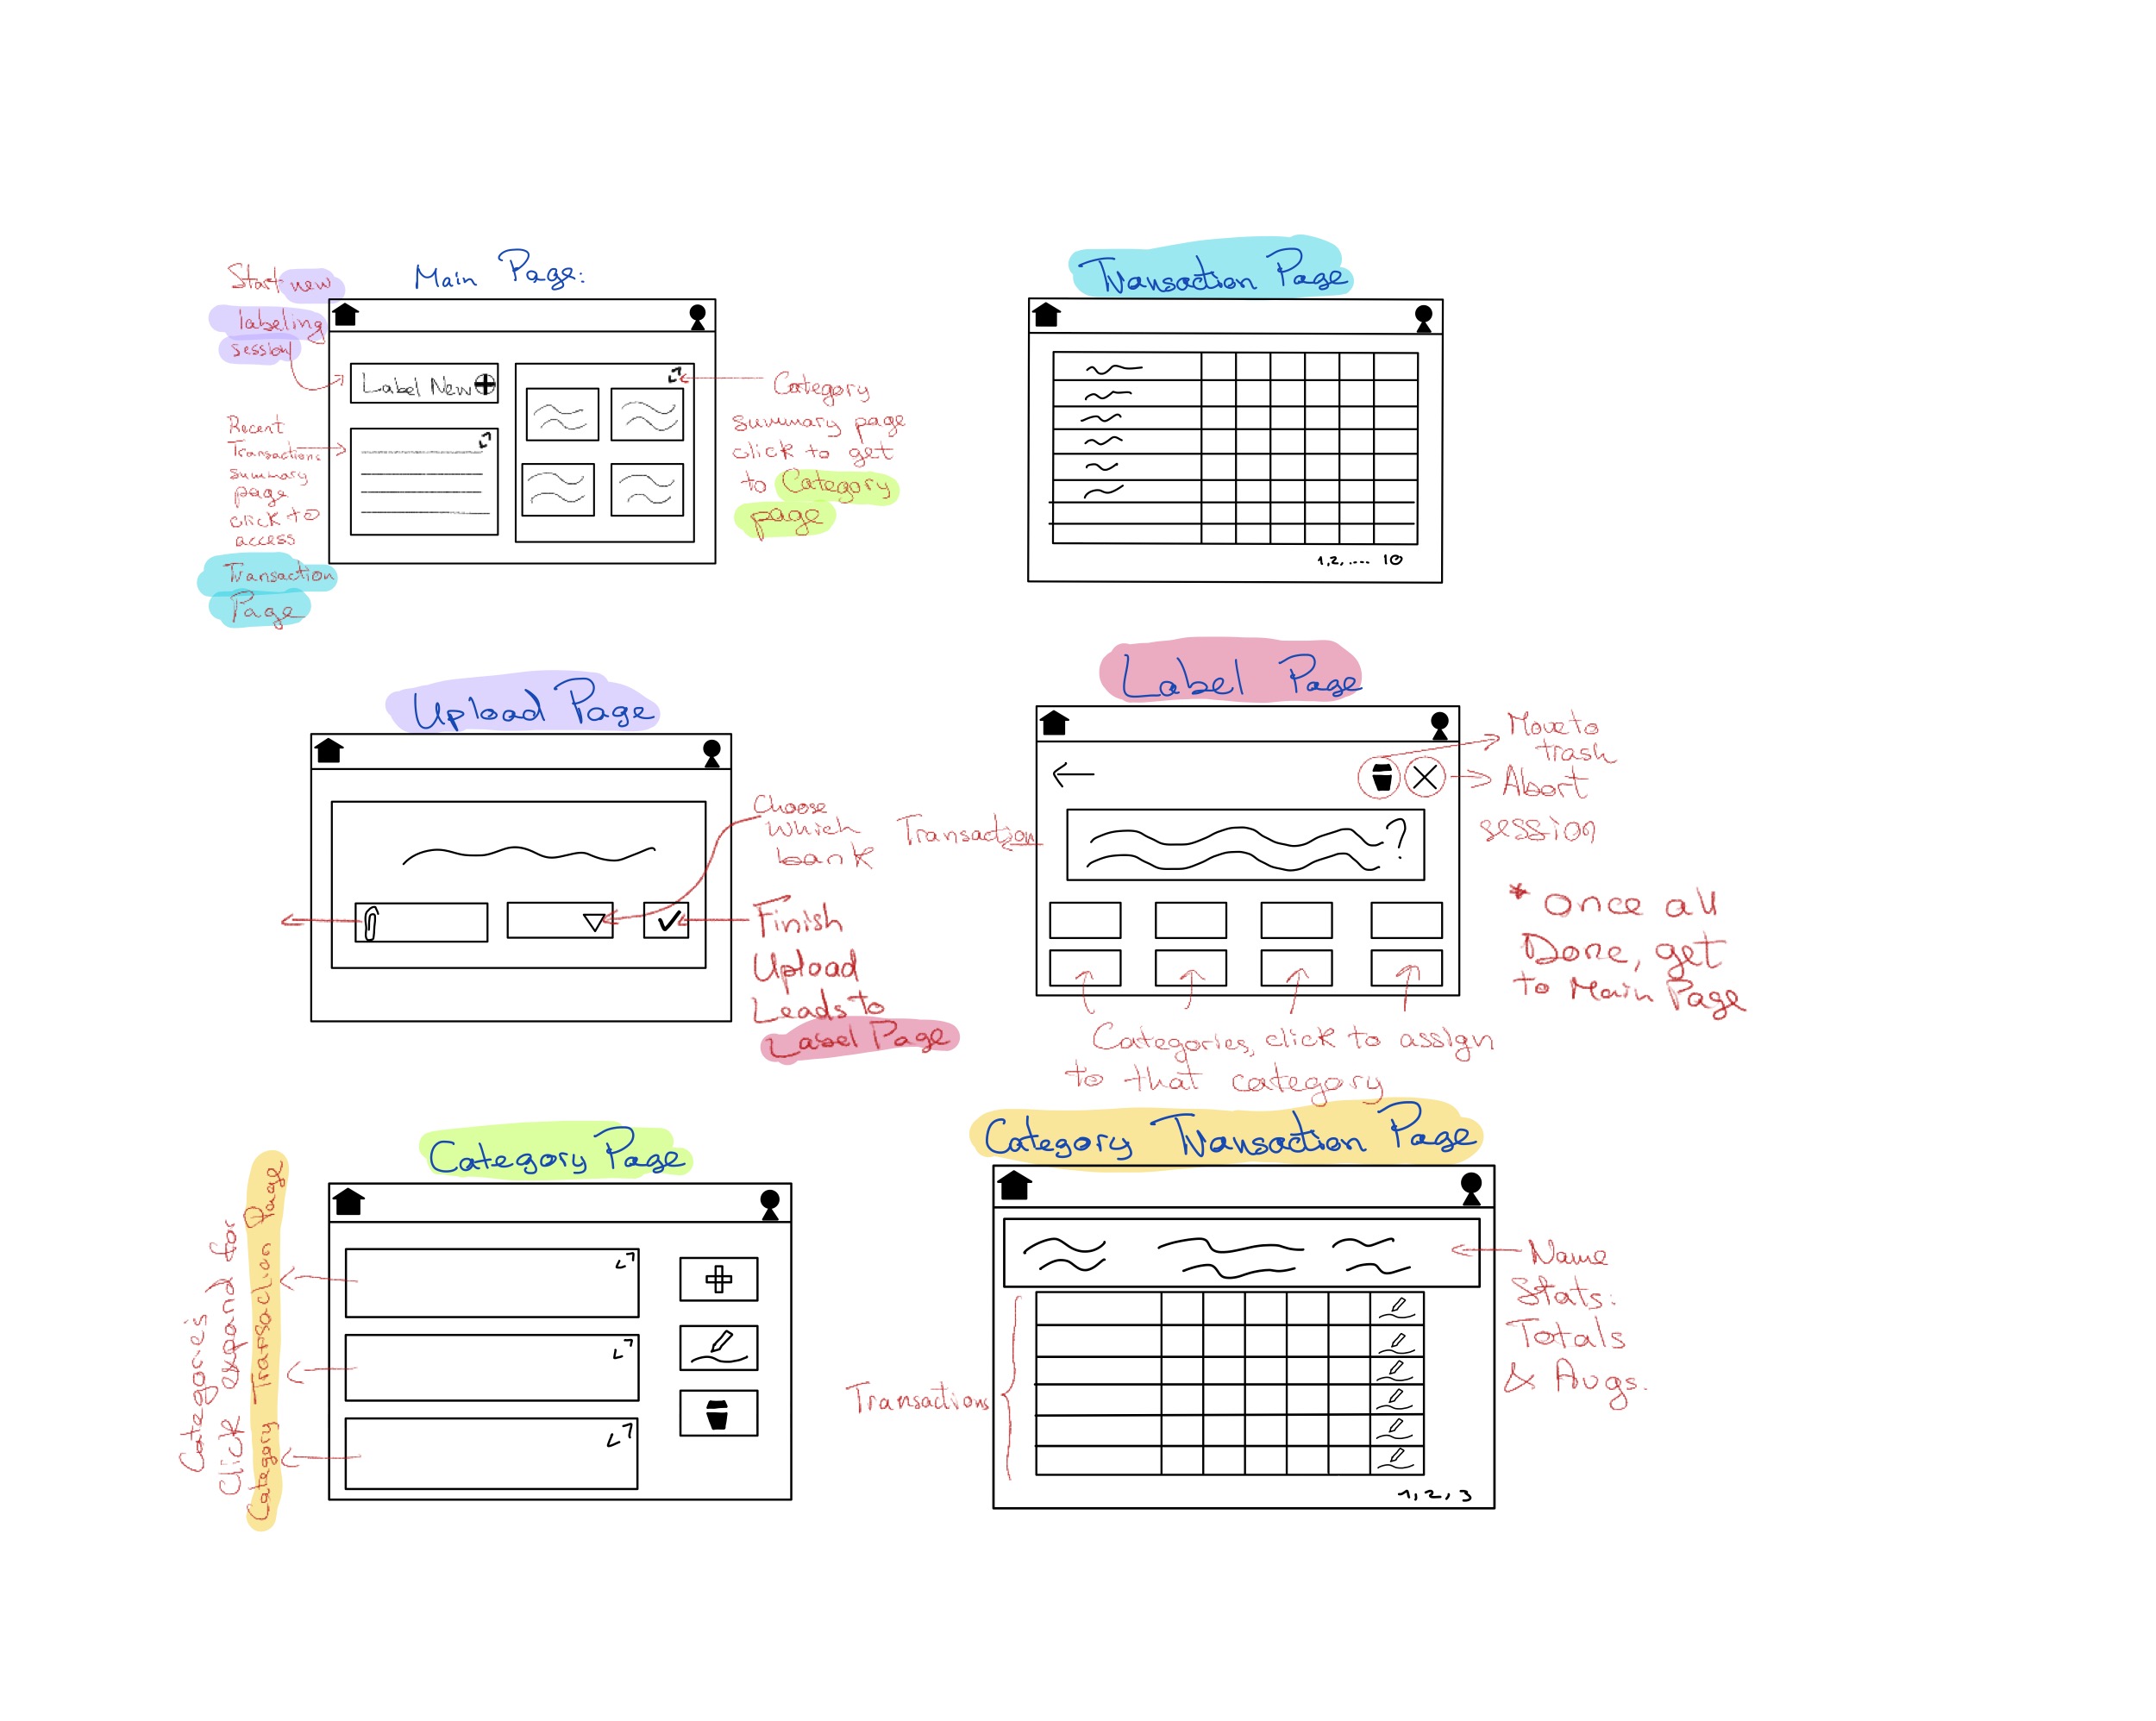 Main Page:
Start new
labeling
session
Label New
Recent
Transactions
summary
page
click to
access
Transaction
Page
Category
summary page
click to get
to Category
page
Transaction Page
1,2,.... 10
Upload Page
Choose
which
bank
Finish
Upload
Leads to
Label Page
Label Page
Move to
trash
Abort
session
Transaction
?
* Once all
Done, get
to Main Page
Categories, click to assign
to that category
Category Page
Categories
Click expand for
Category Transaction Page
Category Transaction Page
Name
Stats:
Totals
& Avgs.
Transactions
1, 2, 3